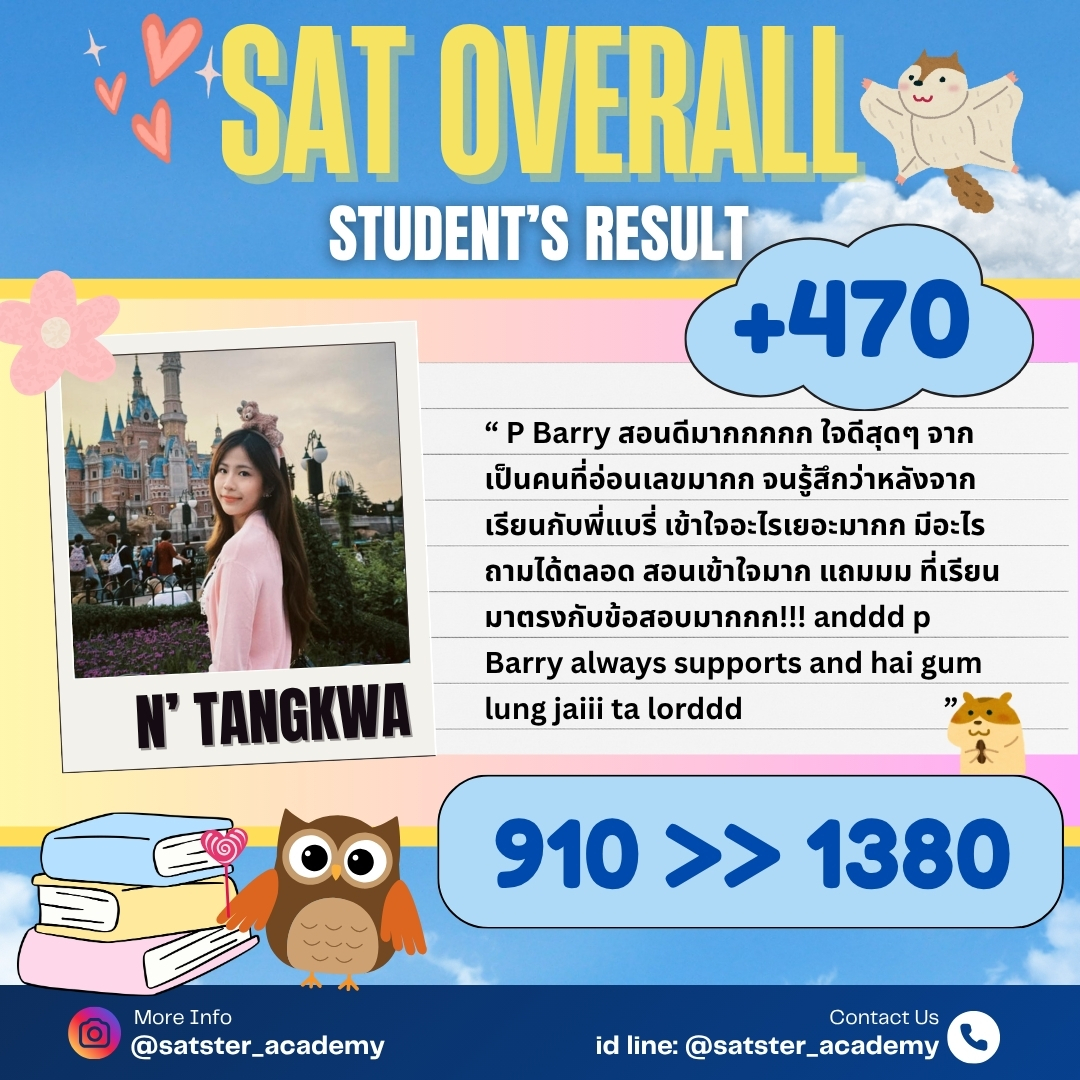 SAT OVERALL
STUDENT’S RESULT
+470
“ P Barry สอนดีมากกกกก ใจดีสุดๆ จาก
เป็นคนที่อ่อนเลขมากก จนรู้สึกว่าหลังจาก
เรียนกับพี่แบรี่ เข้าใจอะไรเยอะมากก มีอะไร
ถามได้ตลอด สอนเข้าใจมาก แถมมม ที่เรียน
มาตรงกับข้อสอบมากกก!!! anddd p
Barry always supports and hai gum
lung jaiii ta lorddd ”
N’ TANGKWA
910 >> 1380
More Info
@satster_academy
Contact Us
id line: @satster_academy